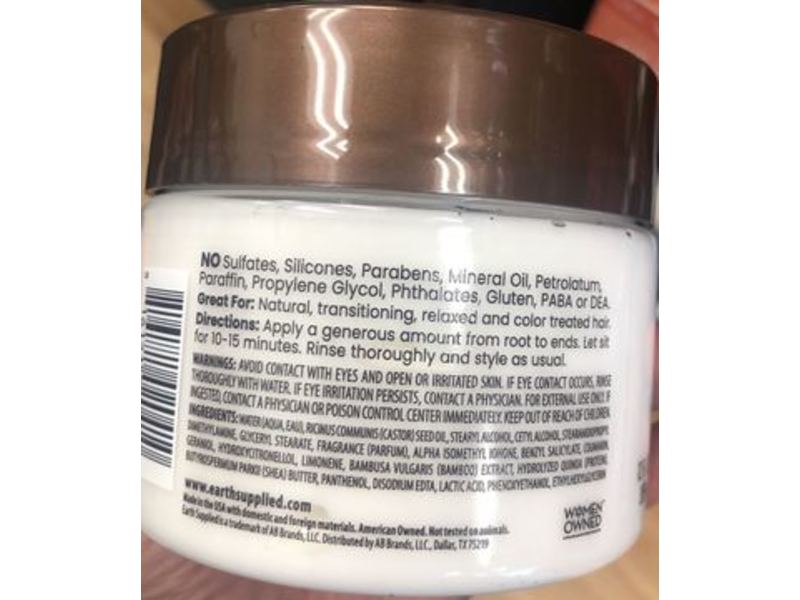 NO Sulfates, Silicones, Parabens, Mineral Oil, Petrolatum,
Paraffin, Propylene Glycol, Phthalates, Gluten, PABA or DEA.
Great For: Natural, transitioning, relaxed and color treated hair.
Directions: Apply a generous amount from root to ends. Let sit
for 10-15 minutes. Rinse thoroughly and style as usual.
WARNINGS: AVOID CONTACT WITH EYES AND OPEN OR IRRITATED SKIN. IF EYE CONTACT OCCURS, RINSE
THOROUGHLY WITH WATER. IF EYE IRRITATION PERSISTS, CONTACT A PHYSICIAN. FOR EXTERNAL USE ONLY. IF
INGESTED, CONTACT A PHYSICIAN OR POISON CONTROL CENTER IMMEDIATELY. KEEP OUT OF REACH OF CHILDREN.
INGREDIENTS: WATER (AQUA, EAU), RICINUS COMMUNIS (CASTOR) SEED OIL, STEARYL ALCOHOL, CETYL ALCOHOL, STEARAMIDOPROPYL
DIMETHYLAMINE, GLYCERYL STEARATE, FRAGRANCE (PARFUM), ALPHA ISOMETHYL IONONE, BENZYL SALICYLATE, COUMARIN,
GERANIOL, HYDROXYCITRONELLOL, LIMONENE, BAMBUSA VULGARIS (BAMBOO) EXTRACT, HYDROLYZED QUINOA (PROTEIN),
BUTYROSPERMUM PARKII (SHEA) BUTTER, PANTHENOL, DISODIUM EDTA, LACTIC ACID, PHENOXYETHANOL, ETHYLHEXYLGLYCERIN
www.earthsupplied.com
Made in the USA with domestic and foreign materials. American Owned. Not tested on animals.
Earth Supplied is a trademark of AB Brands, LLC. Distributed by AB Brands, LLC., Dallas, TX 75219
WOMEN
OWNED